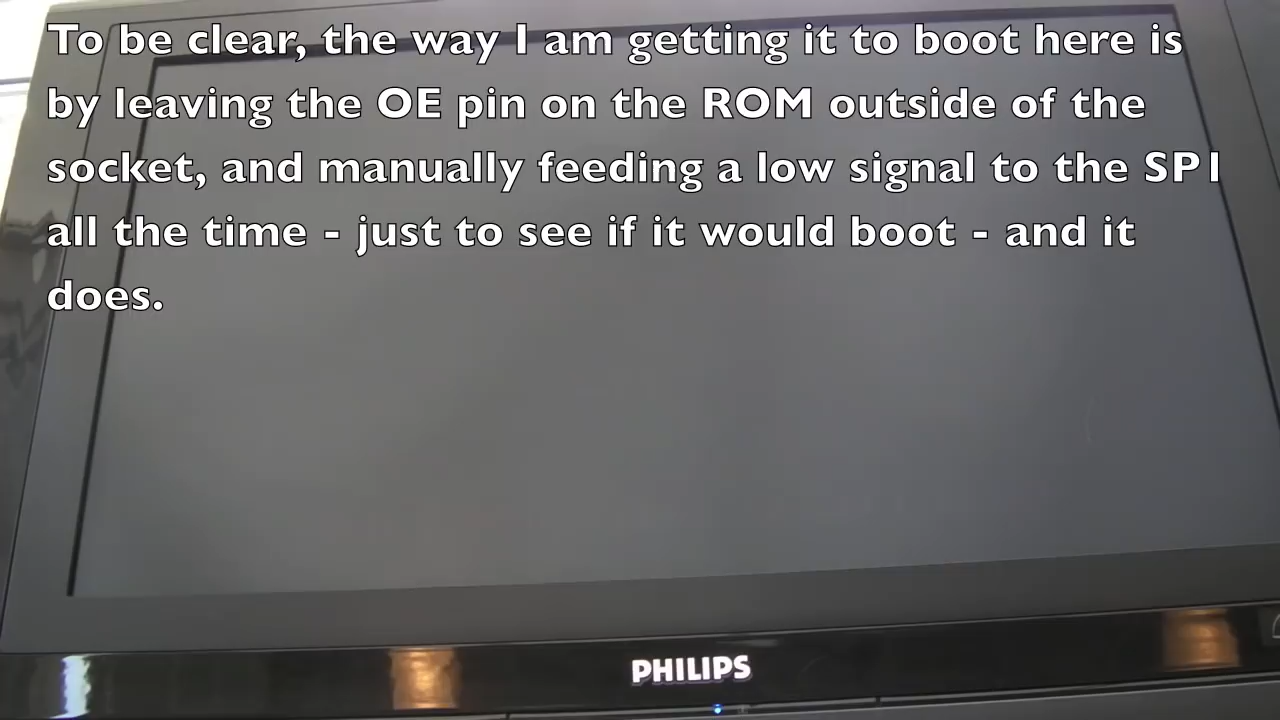 To be clear, the way I am getting it to boot here is
by leaving the OE pin on the ROM outside of the
socket, and manually feeding a low signal to the SP1
all the time - just to see if it would boot - and it
does.
PHILIPS